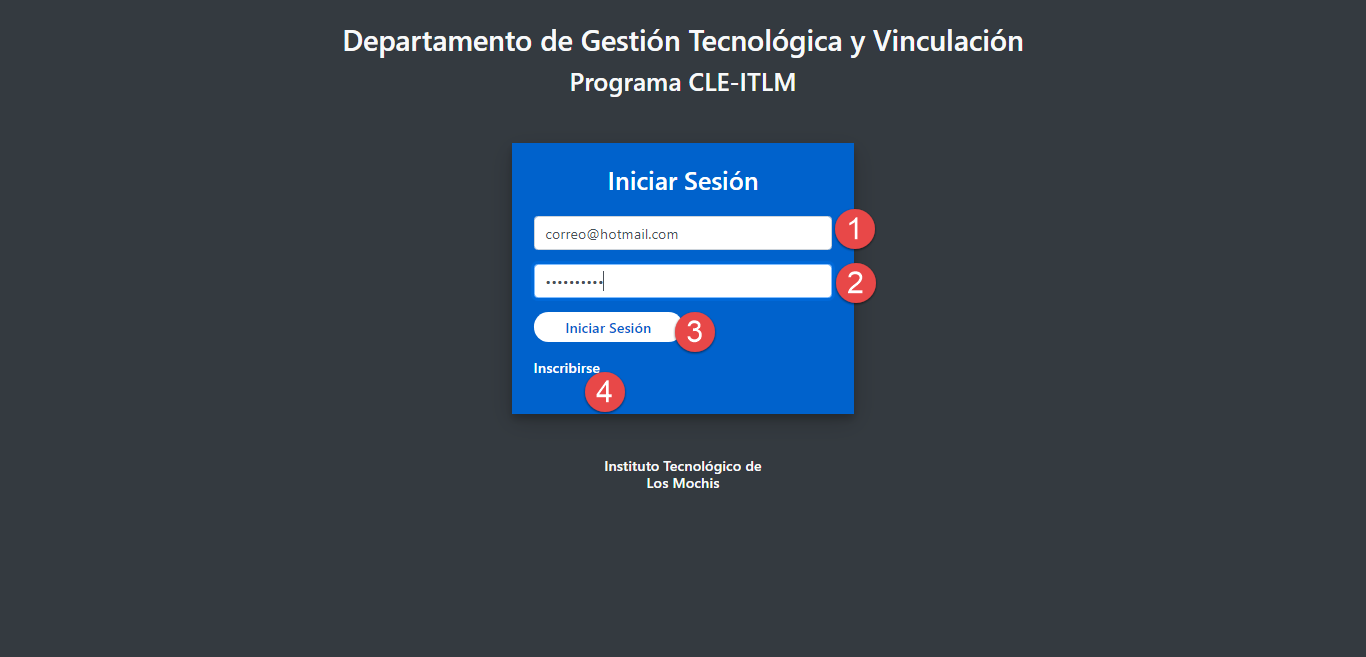 Departamento de Gestión Tecnológica y Vinculación
Programa CLE-ITLM
Iniciar Sesión
correo@hotmail.com
1
••••••••••
2
Iniciar Sesión
3
Inscribirse
4
Instituto Tecnológico de
Los Mochis